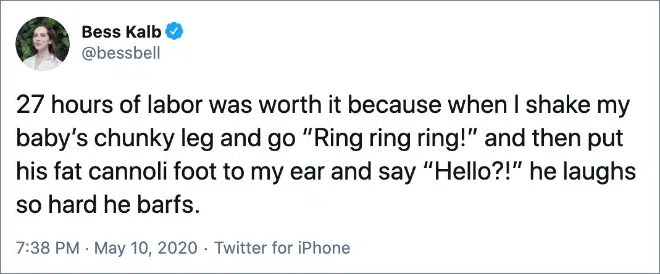 Bess Kalb
@bessbell
27 hours of labor was worth it because when I shake my
baby’s chunky leg and go “Ring ring ring!” and then put
his fat cannoli foot to my ear and say “Hello?!” he laughs
so hard he barfs.
7:38 PM · May 10, 2020 · Twitter for iPhone